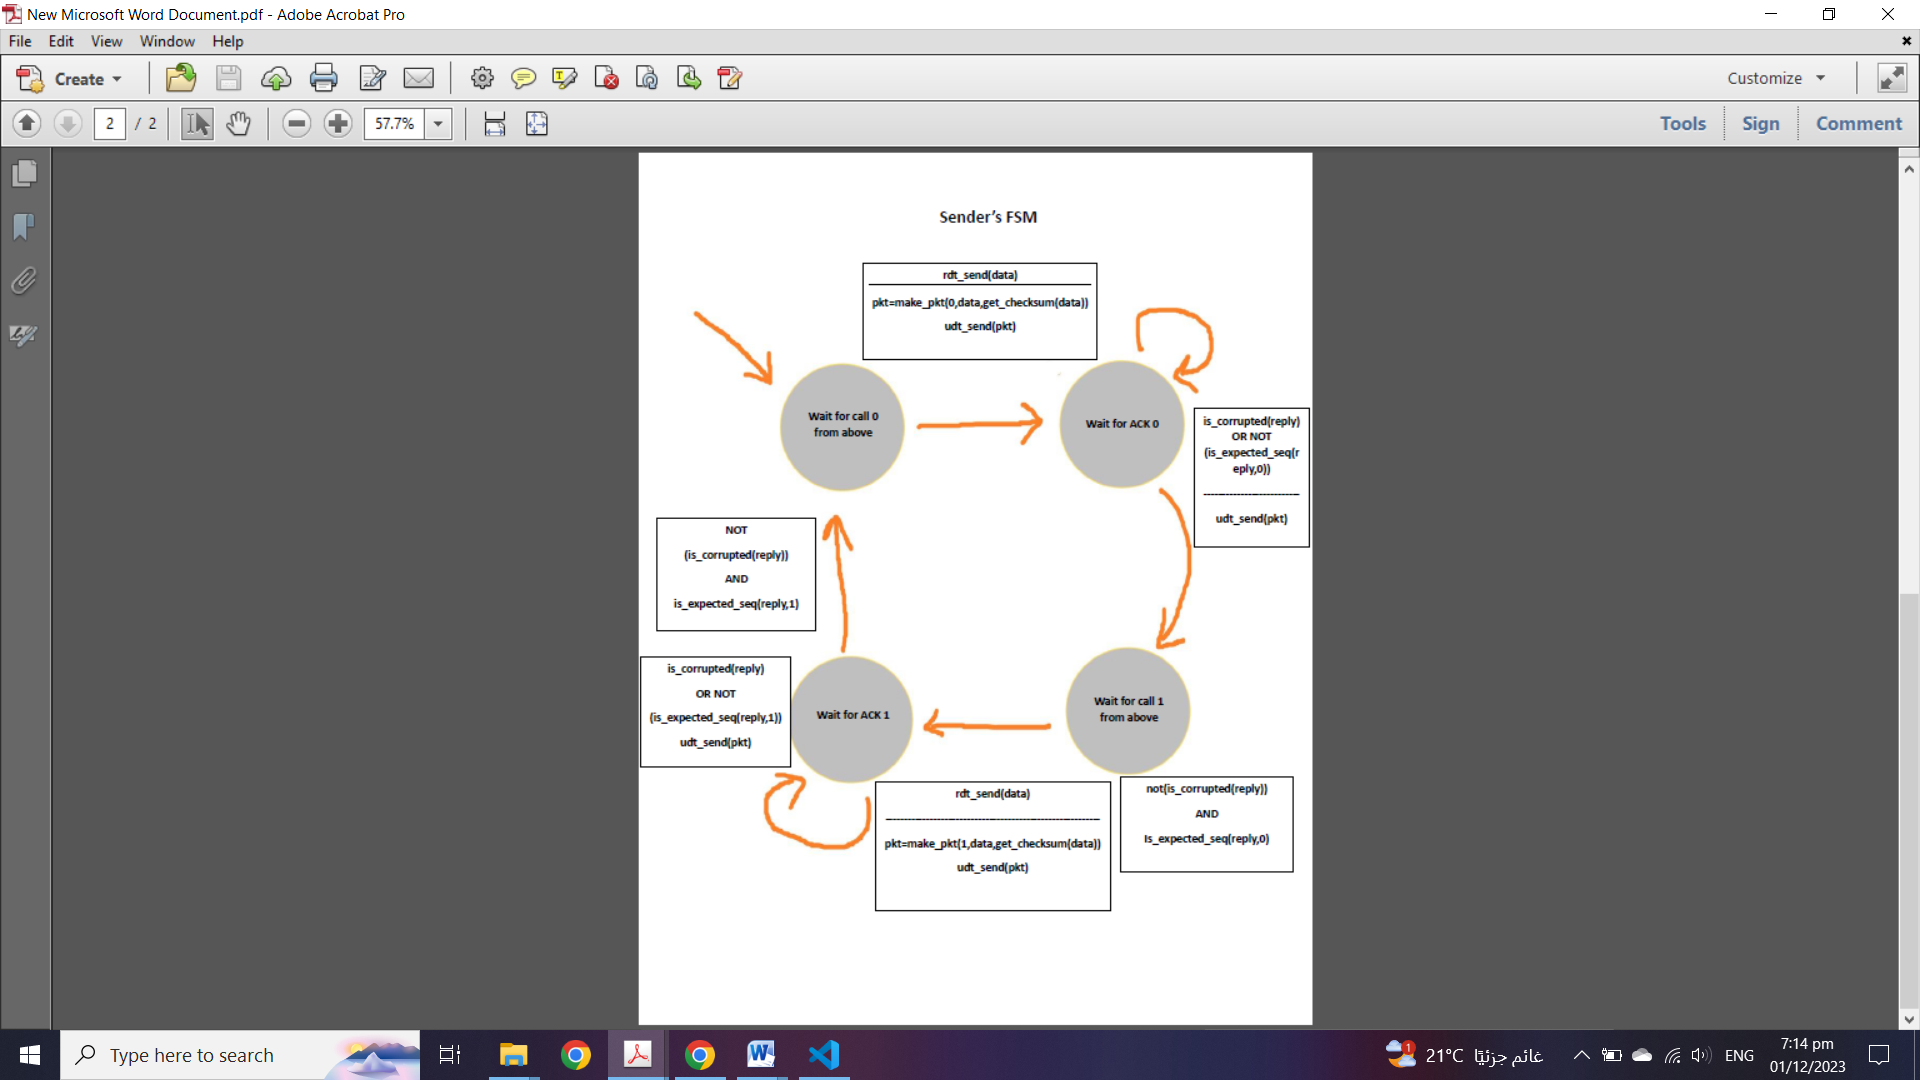 New Microsoft Word Document.pdf - Adobe Acrobat Pro
File Edit View Window Help
Create
Customize
2 / 2
57.7%
Tools Sign Comment
Sender's FSM
rdt_send(data)
pkt=make_pkt(0,data,get_checksum(data))
udt_send(pkt)
Wait for call 0
from above
Wait for ACK 0
is_corrupted(reply)
OR NOT
(is_expected_seq(r
eply,0))
--------------------------
udt_send(pkt)
NOT
(is_corrupted(reply))
AND
is_expected_seq(reply,1)
is_corrupted(reply)
OR NOT
(is_expected_seq(reply,1))
udt_send(pkt)
Wait for ACK 1
Wait for call 1
from above
rdt_send(data)
----------------------------------------------------------
pkt=make_pkt(1,data,get_checksum(data))
udt_send(pkt)
not(is_corrupted(reply))
AND
Is_expected_seq(reply,0)
Type here to search
1
21°C غائم جزئيًا
ENG
7:14 pm
01/12/2023